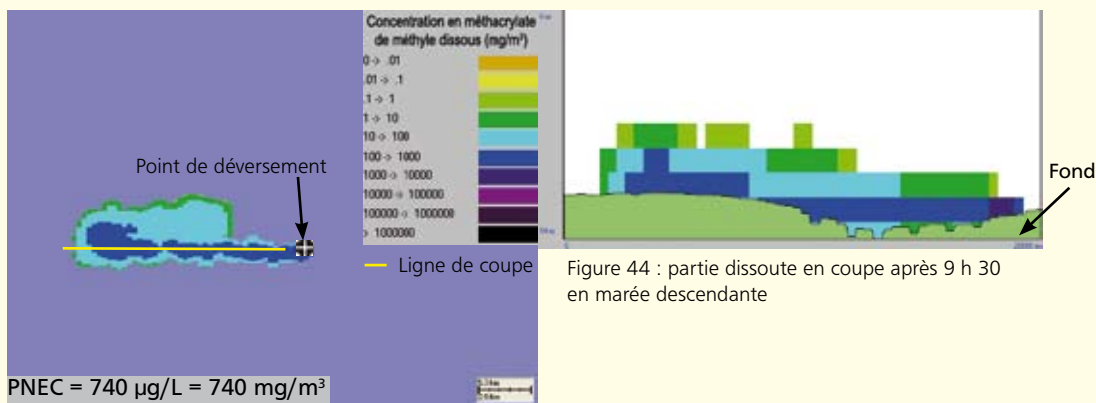 Concentration en méthacrylate
de méthyle dissous (mg/m³)
0 -> .01
.01 -> .1
.1 -> 1
1 -> 10
10 -> 100
100 -> 1000
1000 -> 10000
10000 -> 100000
100000 -> 1000000
> 1000000
Point de déversement
Ligne de coupe
PNEC = 740 µg/L = 740 mg/m³
Fond
Figure 44 : partie dissoute en coupe après 9 h 30
en marée descendante